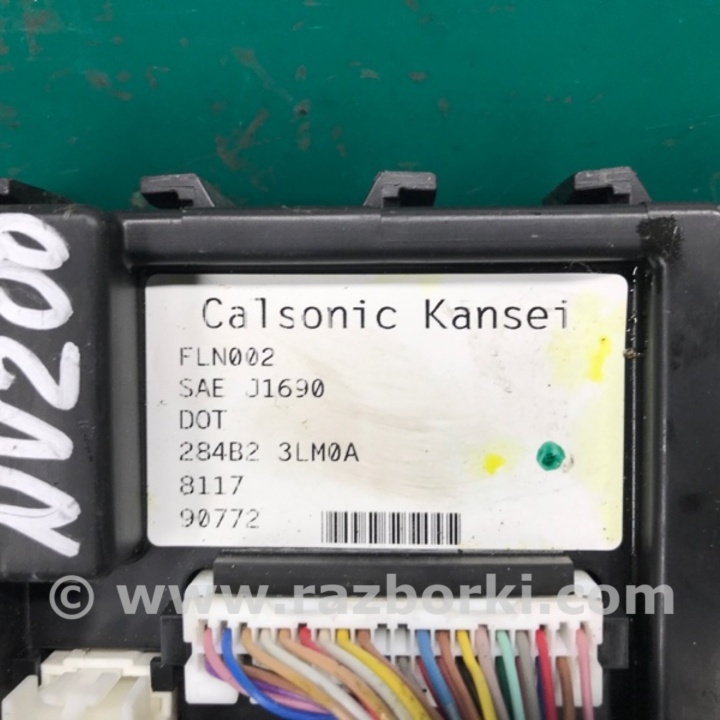 NV200
Calsonic Kansei
FLN002
SAE J1690
DOT
284B2 3LM0A
8117
90772
© www.razborki.com